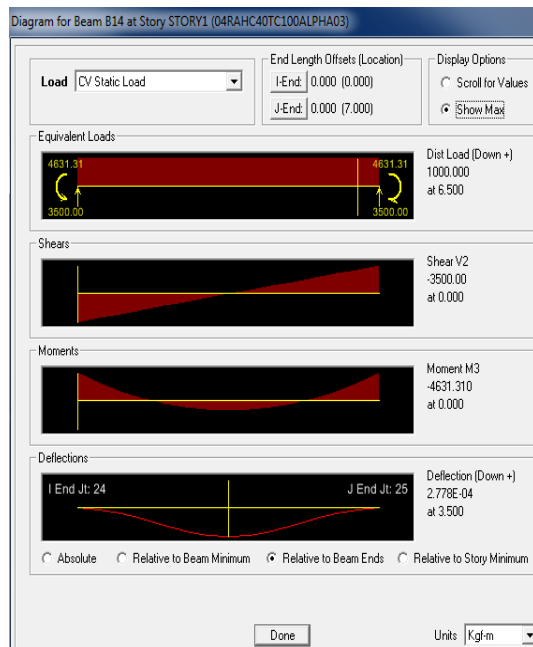 Diagram for Beam B14 at Story STORY1 (04RAHC40TC100ALPHA03)
Load CV Static Load
End Length Offsets (Location)
I-End: 0.000 (0.000)
J-End: 0.000 (7.000)
Display Options
Scroll for Values
Show Max
Equivalent Loads
4631.31 4631.31
3500.00 3500.00
Dist Load (Down +)
1000.000
at 6.500
Shears
Shear V2
-3500.00
at 0.000
Moments
Moment M3
-4631.310
at 0.000
Deflections
I End Jt: 24 J End Jt: 25
Deflection (Down +)
2.778E-04
at 3.500
Absolute Relative to Beam Minimum Relative to Beam Ends Relative to Story Minimum
Done
Units Kgf-m